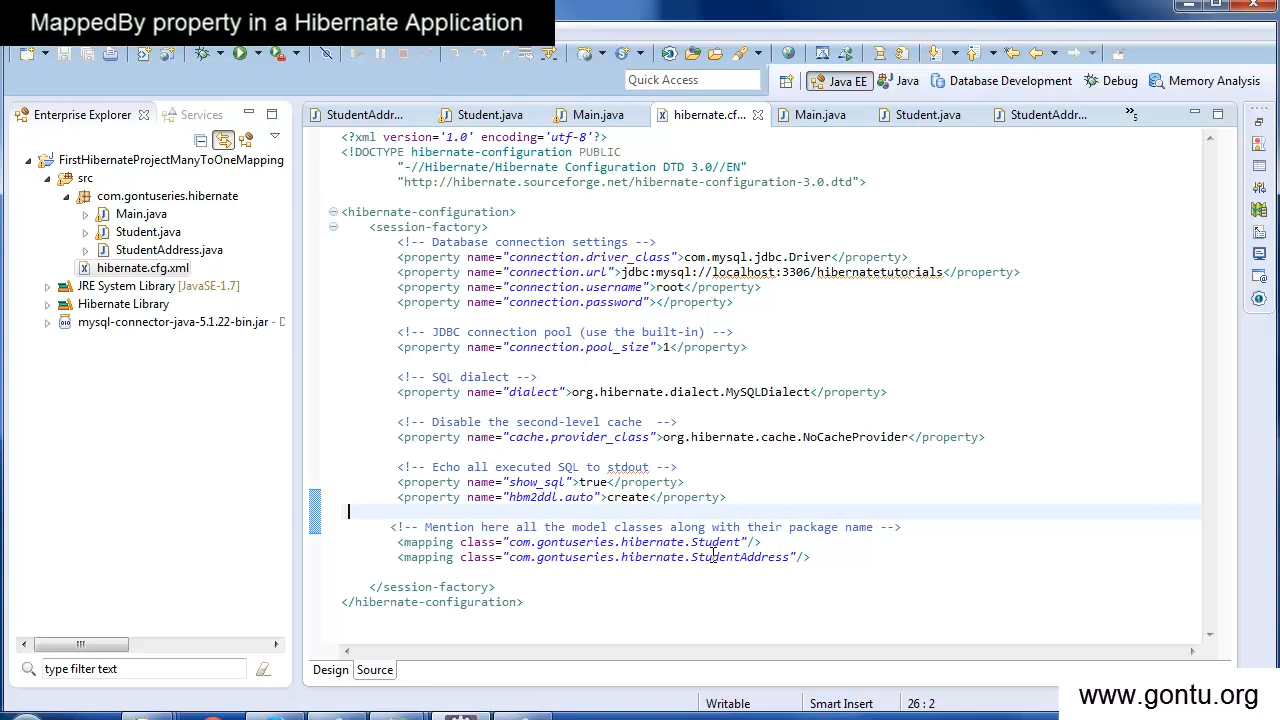 MappedBy property in a Hibernate Application
Quick Access
Java EE
Java
Database Development
Debug
Memory Analysis
Enterprise Explorer
Services
StudentAddr...
Student.java
Main.java
hibernate.cf...
Main.java
Student.java
StudentAddr...
»5
FirstHibernateProjectManyToOneMapping
src
com.gontuseries.hibernate
Main.java
Student.java
StudentAddress.java
hibernate.cfg.xml
JRE System Library [JavaSE-1.7]
Hibernate Library
mysql-connector-java-5.1.22-bin.jar - D
type filter text
<?xml version='1.0' encoding='utf-8'?>
<!DOCTYPE hibernate-configuration PUBLIC
"-//Hibernate/Hibernate Configuration DTD 3.0//EN"
"http://hibernate.sourceforge.net/hibernate-configuration-3.0.dtd">
<hibernate-configuration>
<session-factory>
<!-- Database connection settings -->
<property name="connection.driver_class">com.mysql.jdbc.Driver</property>
<property name="connection.url">jdbc:mysql://localhost:3306/hibernatetutorials</property>
<property name="connection.username">root</property>
<property name="connection.password"></property>
<!-- JDBC connection pool (use the built-in) -->
<property name="connection.pool_size">1</property>
<!-- SQL dialect -->
<property name="dialect">org.hibernate.dialect.MySQLDialect</property>
<!-- Disable the second-level cache  -->
<property name="cache.provider_class">org.hibernate.cache.NoCacheProvider</property>
<!-- Echo all executed SQL to stdout -->
<property name="show_sql">true</property>
<property name="hbm2ddl.auto">create</property>
<!-- Mention here all the model classes along with their package name -->
<mapping class="com.gontuseries.hibernate.Student"/>
<mapping class="com.gontuseries.hibernate.StudentAddress"/>
</session-factory>
</hibernate-configuration>
Design
Source
Writable
Smart Insert
26 : 2
www.gontu.org